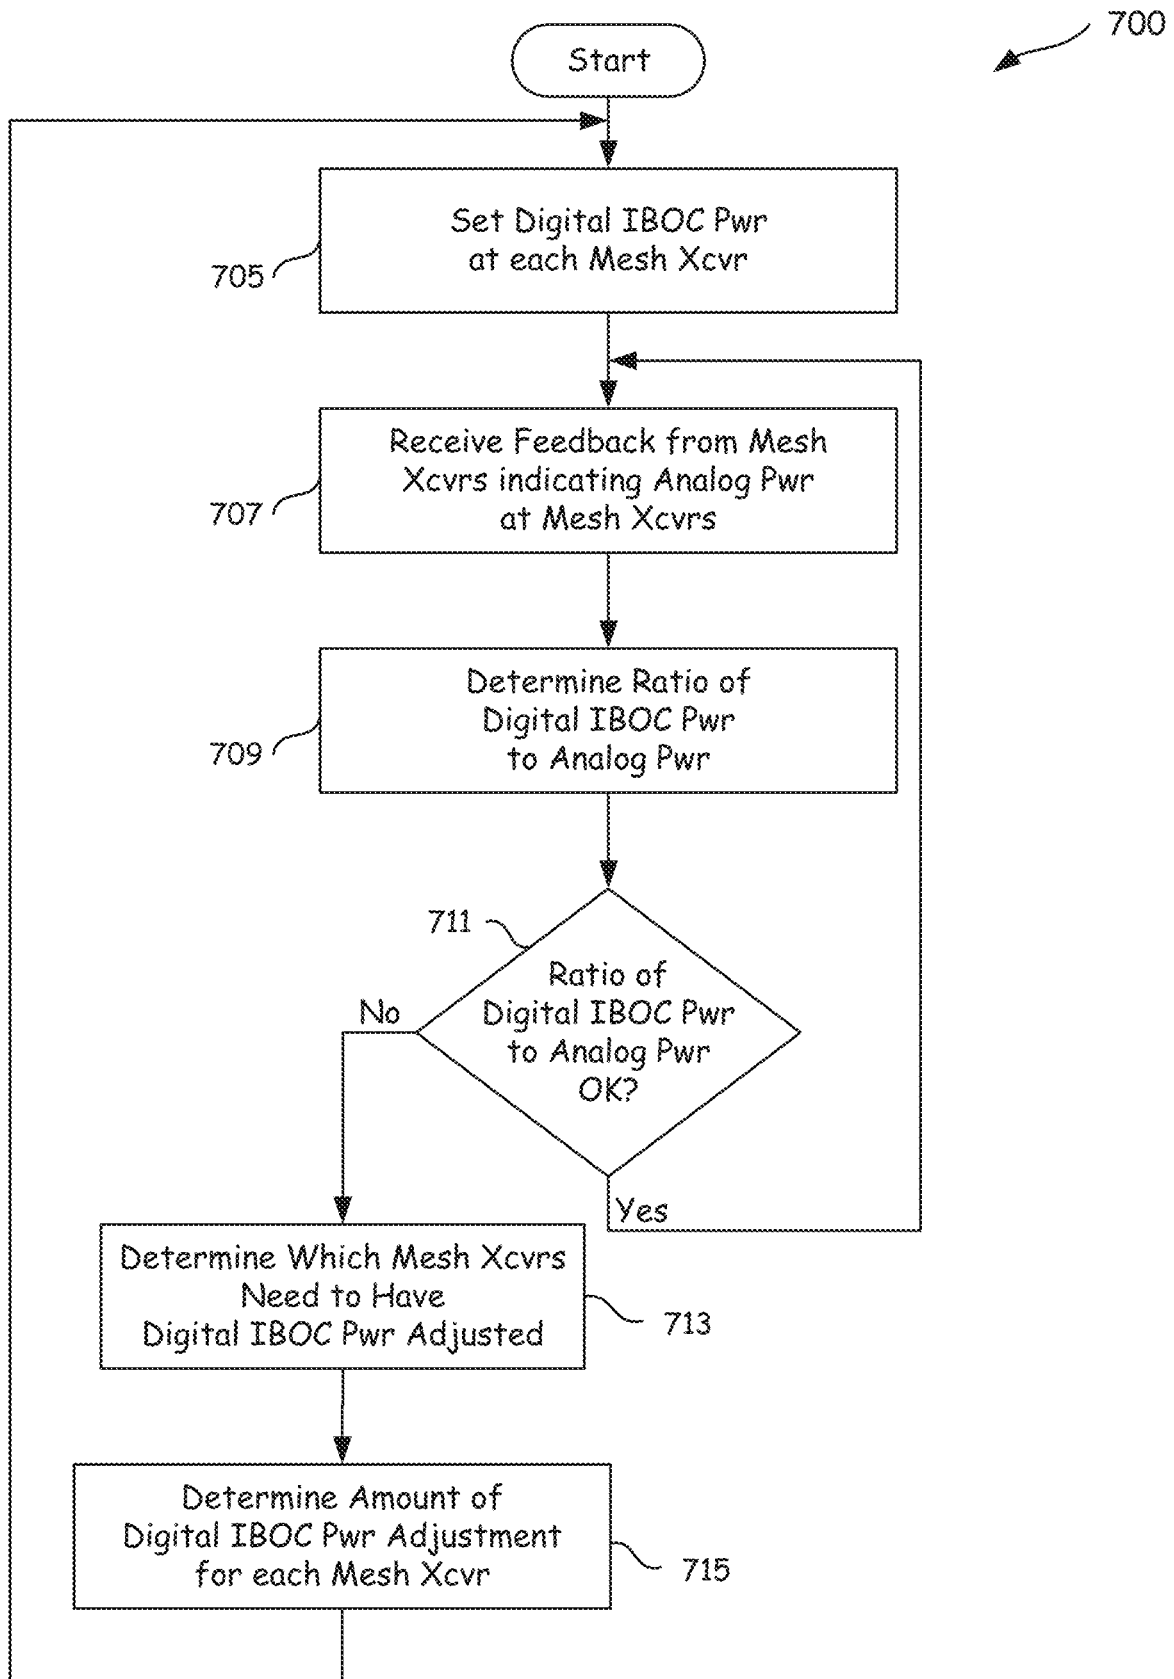 700
Start
Set Digital IBOC Pwr
at each Mesh Xcvr
705
Receive Feedback from Mesh
Xcvrs indicating Analog Pwr
at Mesh Xcvrs
707
Determine Ratio of
Digital IBOC Pwr
to Analog Pwr
709
711
Ratio of
Digital IBOC Pwr
to Analog Pwr
OK?
No
Yes
Determine Which Mesh Xcvrs
Need to Have
Digital IBOC Pwr Adjusted
713
Determine Amount of
Digital IBOC Pwr Adjustment
for each Mesh Xcvr
715